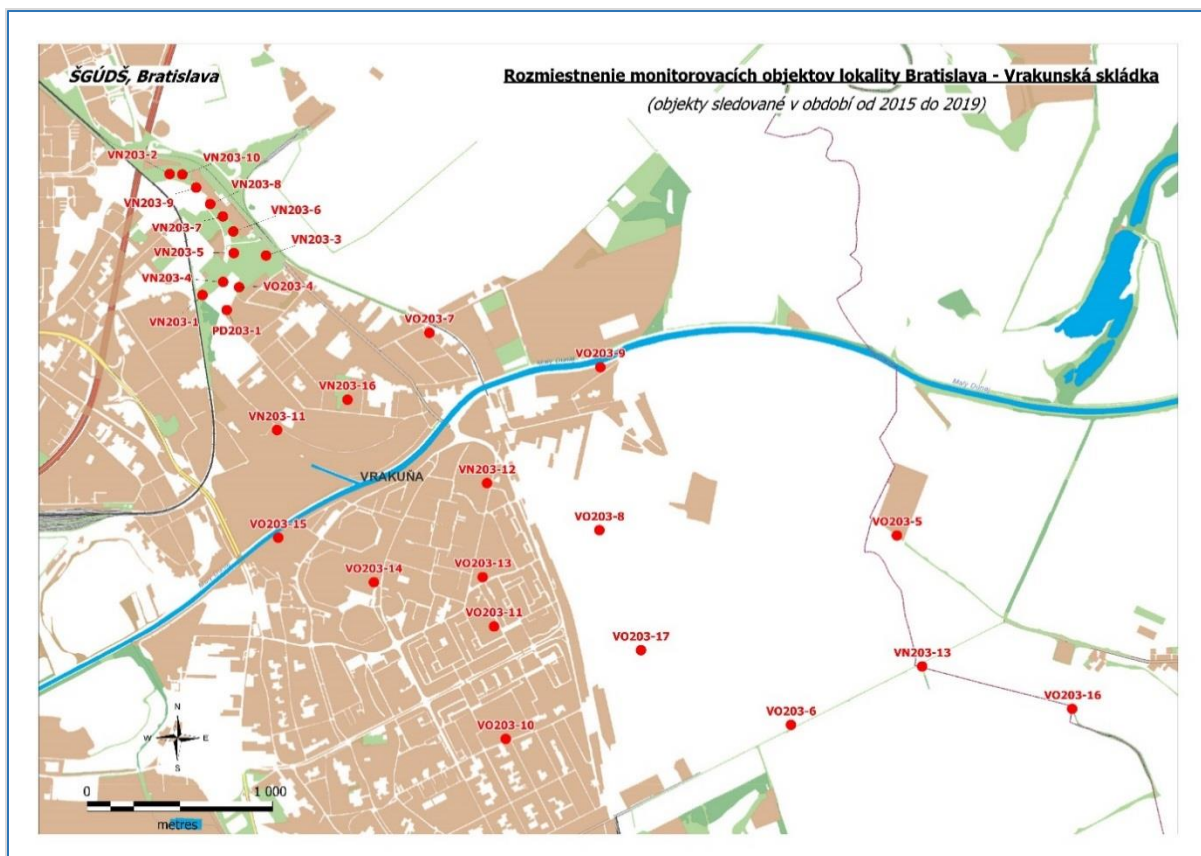 ŠGÚDŠ, Bratislava
Rozmiestnenie monitorovacích objektov lokality Bratislava - Vrakunská skládka
(objekty sledované v období od 2015 do 2019)
VN203-2
VN203-10
VN203-9
VN203-8
VN203-7
VN203-6
VN203-5
VN203-3
VN203-4
VO203-4
VN203-1
PD203-1
VO203-7
VO203-9
Malý Dunaj
Malý Dunaj
VN203-16
VN203-11
VRAKUŇA
VN203-12
VO203-15
VO203-8
VO203-5
VO203-14
VO203-13
VO203-11
VO203-17
VN203-13
VO203-6
VO203-16
VO203-10
N
W E
S
0 1 000
metres